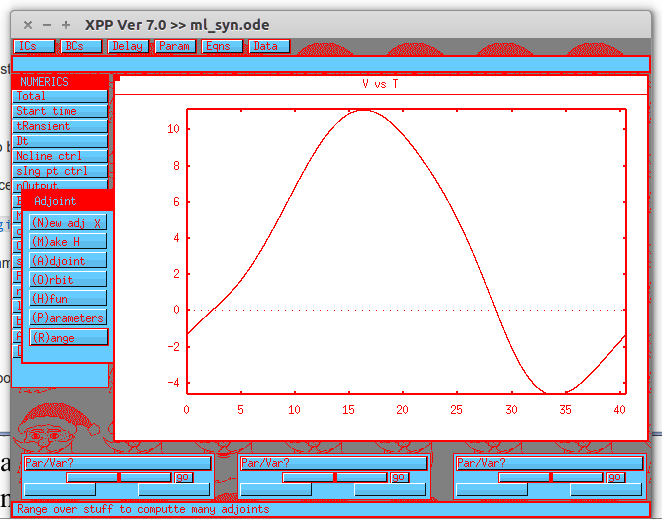 XPP Ver 7.0 >> ml_syn.ode
ICs BCs Delay Param Eqns Data
V vs T
NUMERICS
Total
Start time
tRansient
Dt
Ncline ctrl
sIng pt ctrl
nOutput
Adjoint
(N)ew adj X
(M)ake H
(A)djoint
(O)rbit
(H)fun
(P)arameters
(R)ange
10
8
6
4
2
0
-2
-4
0 5 10 15 20 25 30 35 40
Par/Var? Par/Var? Par/Var?
go go go
Range over stuff to computte many adjoints